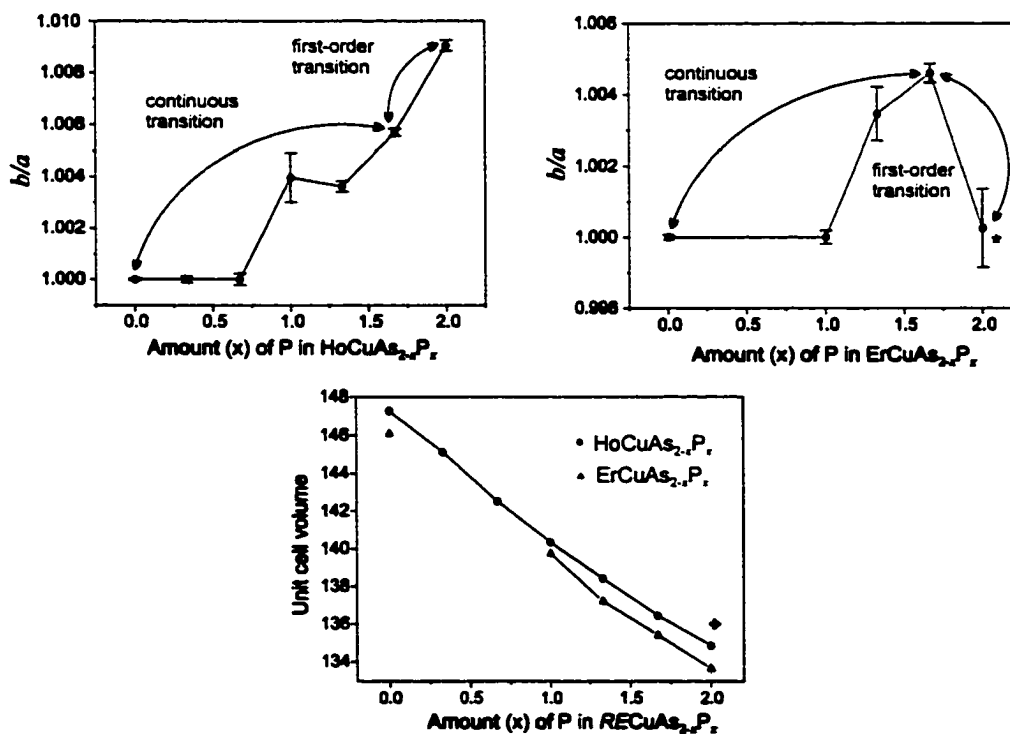 1.010
1.008
1.006
1.004
1.002
1.000
b/a
first-order
transition
continuous
transition
0.0 0.5 1.0 1.5 2.0
Amount (x) of P in HoCuAs2-xPx
1.006
1.004
1.002
1.000
0.998
b/a
continuous
transition
first-order
transition
*
0.0 0.5 1.0 1.5 2.0
Amount (x) of P in ErCuAs2-xPx
148
146
144
142
140
138
136
134
Unit cell volume
HoCuAs2-xPx
ErCuAs2-xPx
0.0 0.5 1.0 1.5 2.0
Amount (x) of P in RECuAs2-xPx